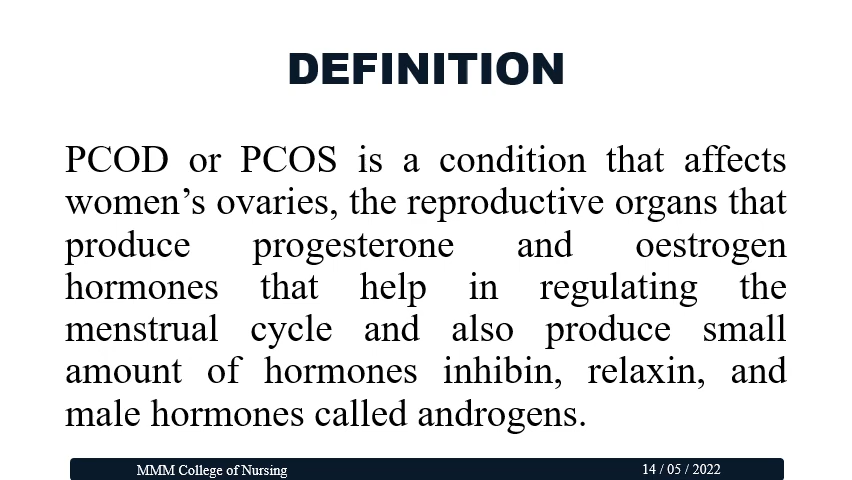 DEFINITION
PCOD or PCOS is a condition that affects
women’s ovaries, the reproductive organs that
produce progesterone and oestrogen
hormones that help in regulating the
menstrual cycle and also produce small
amount of hormones inhibin, relaxin, and
male hormones called androgens.
MMM College of Nursing
14 / 05 / 2022